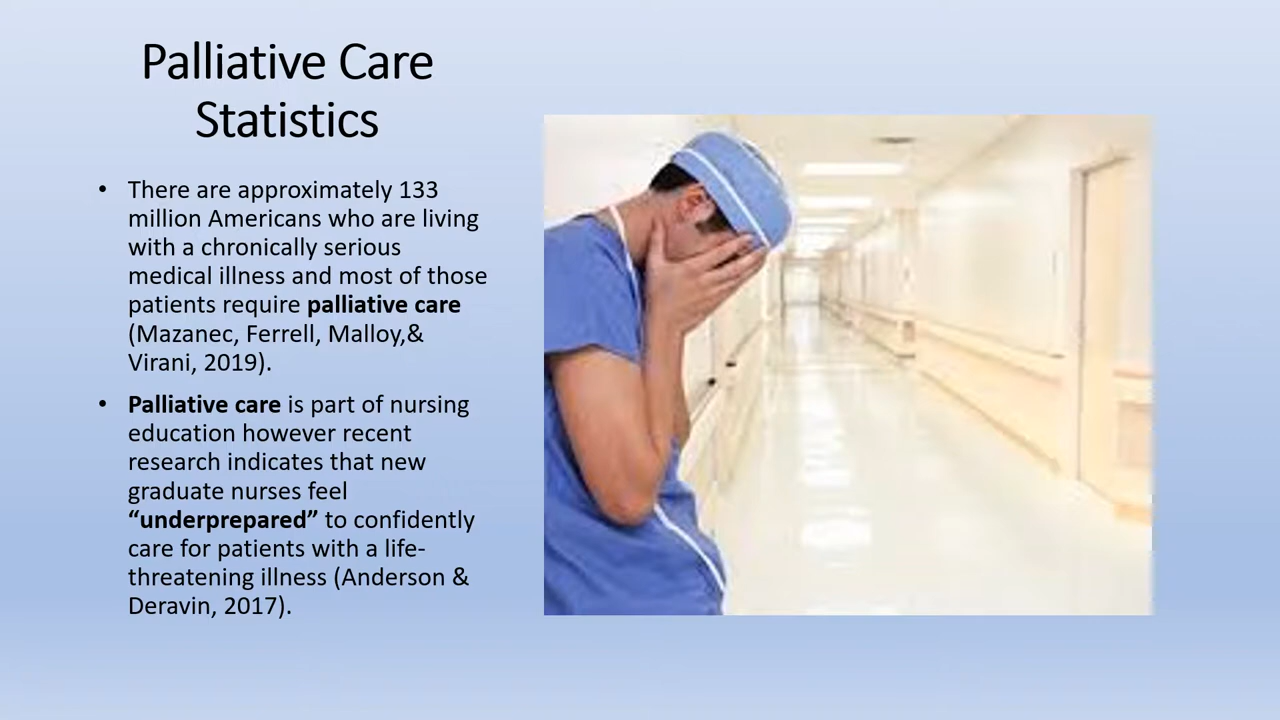 Palliative Care
Statistics
• There are approximately 133
million Americans who are living
with a chronically serious
medical illness and most of those
patients require palliative care
(Mazanec, Ferrell, Malloy,&
Virani, 2019).
• Palliative care is part of nursing
education however recent
research indicates that new
graduate nurses feel
“underprepared” to confidently
care for patients with a life-
threatening illness (Anderson &
Deravin, 2017).